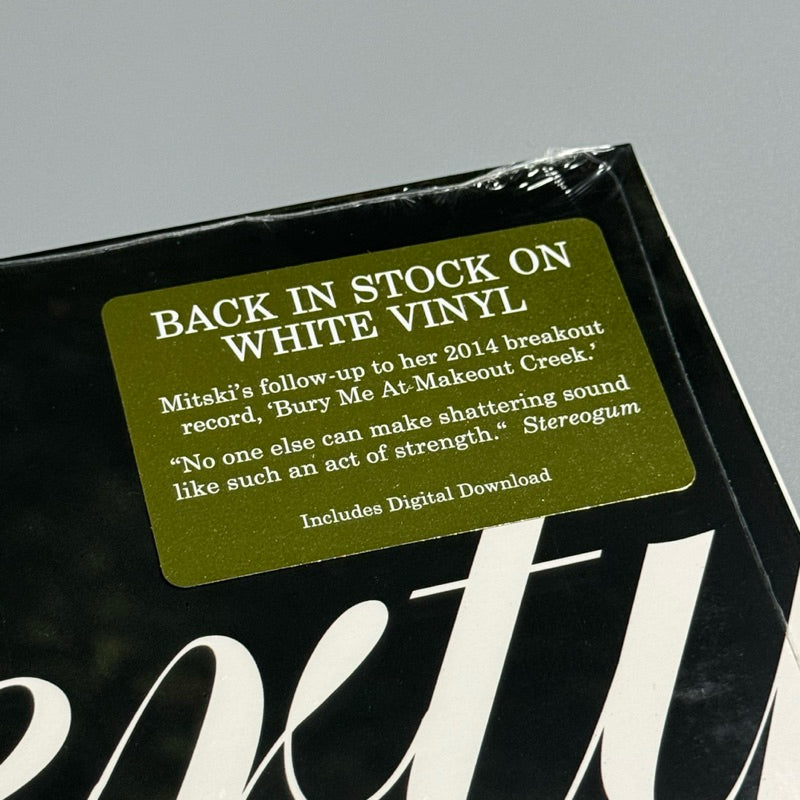 BACK IN STOCK ON
WHITE VINYL
Mitski's follow-up to her 2014 breakout
record, 'Bury Me At Makeout Creek.'
“No one else can make shattering sound
like such an act of strength.“ Stereogum
Includes Digital Download